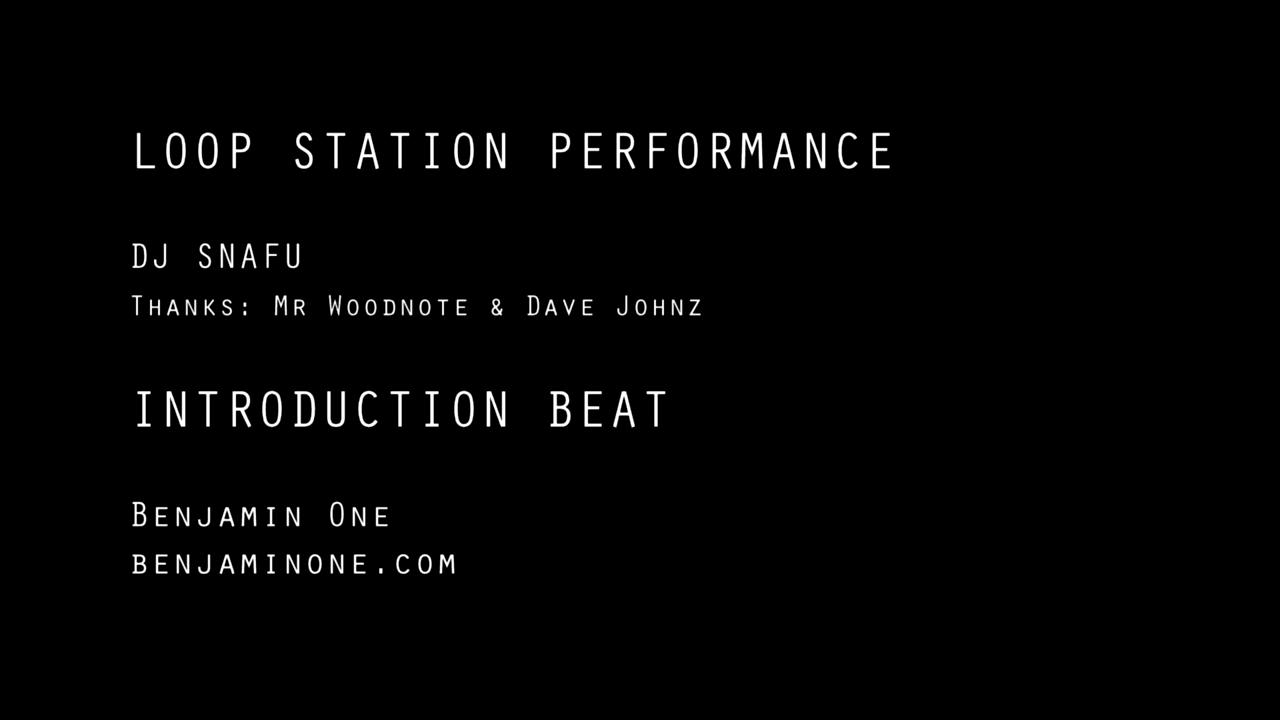 LOOP STATION PERFORMANCE
DJ SNAFU
Thanks: Mr Woodnote & Dave Johnz
INTRODUCTION BEAT
Benjamin One
benjaminone.com